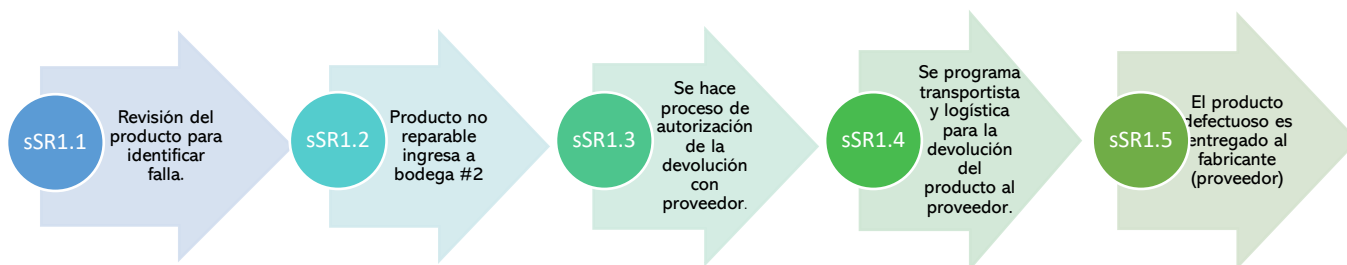 sSR1.1
Revisión del
producto para
identificar
falla.
sSR1.2
Producto no
reparable
ingresa a
bodega #2
sSR1.3
Se hace
proceso de
autorización
de la
devolución
con
proveedor.
sSR1.4
Se programa
transportista
y logística
para la
devolución
del
producto al
proveedor.
sSR1.5
El producto
defectuoso es
entregado al
fabricante
(proveedor)